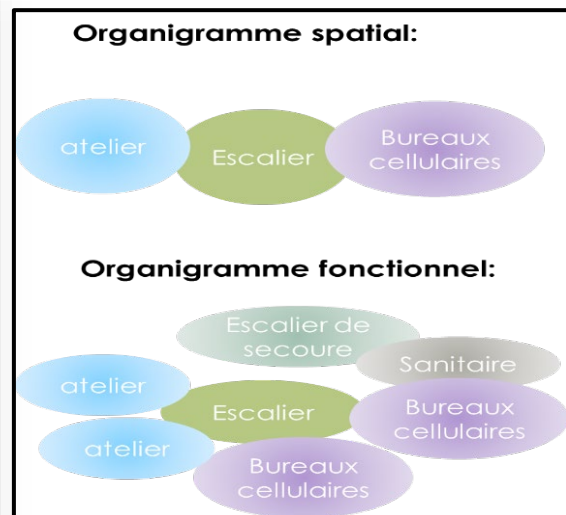 Organigramme spatial:
atelier
Escalier
Bureaux
cellulaires
Organigramme fonctionnel:
Escalier de
secoure
Sanitaire
atelier
Escalier
Bureaux
cellulaires
atelier
Bureaux
cellulaires